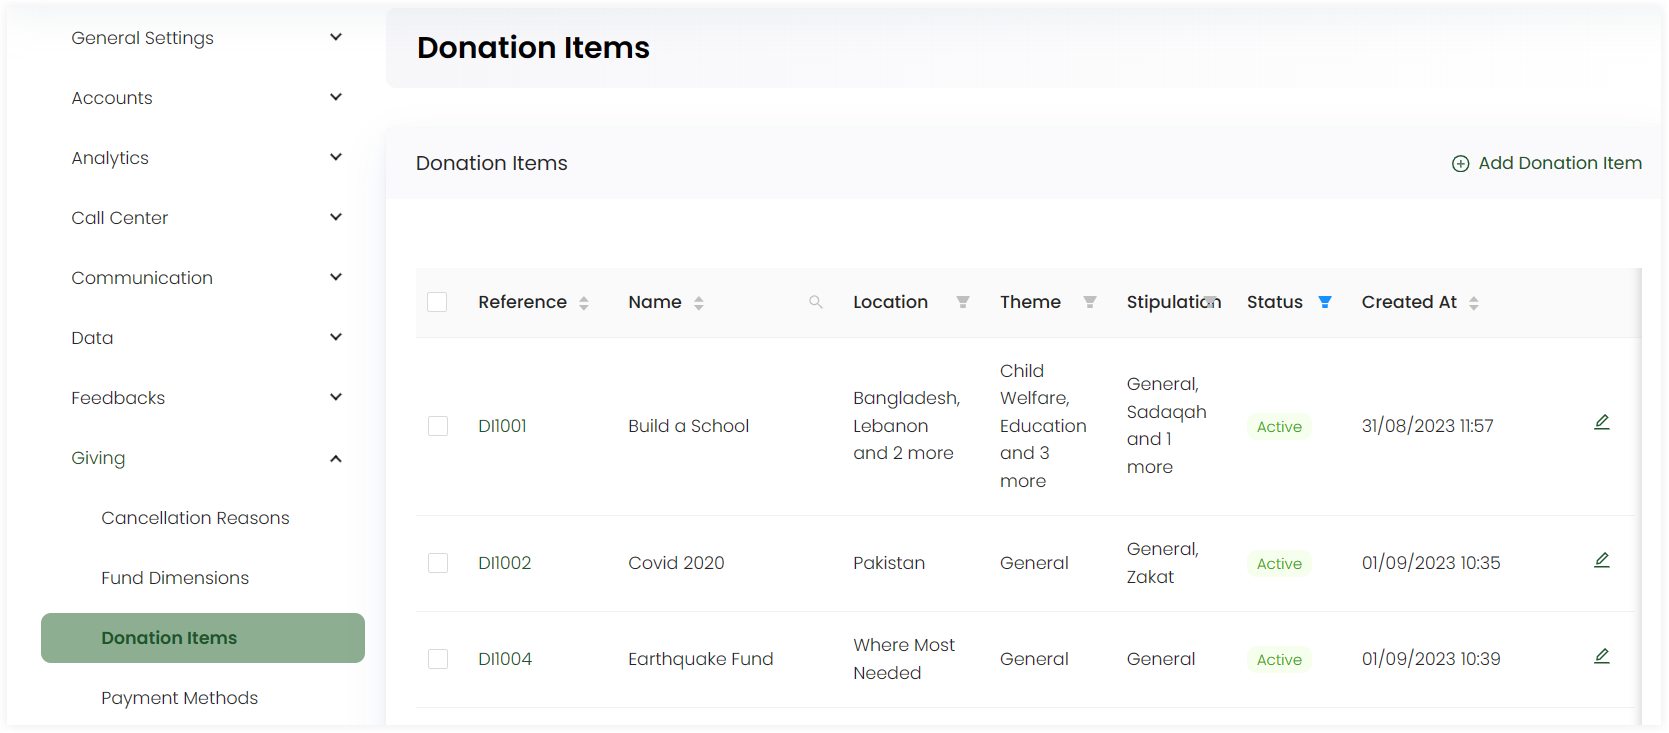 General Settings
Accounts
Analytics
Call Center
Communication
Data
Feedbacks
Giving
Cancellation Reasons
Fund Dimensions
Donation Items
Payment Methods
Donation Items
Donation Items
Add Donation Item
Reference Name Location Theme Stipulation Status Created At
DI1001 Build a School
Bangladesh,
Lebanon
and 2 more
Child
Welfare,
Education
and 3
more
General,
Sadaqah
and 1
more
Active 31/08/2023 11:57
DI1002 Covid 2020 Pakistan General
General,
Zakat
Active 01/09/2023 10:35
DI1004 Earthquake Fund
Where Most
Needed
General General Active 01/09/2023 10:39